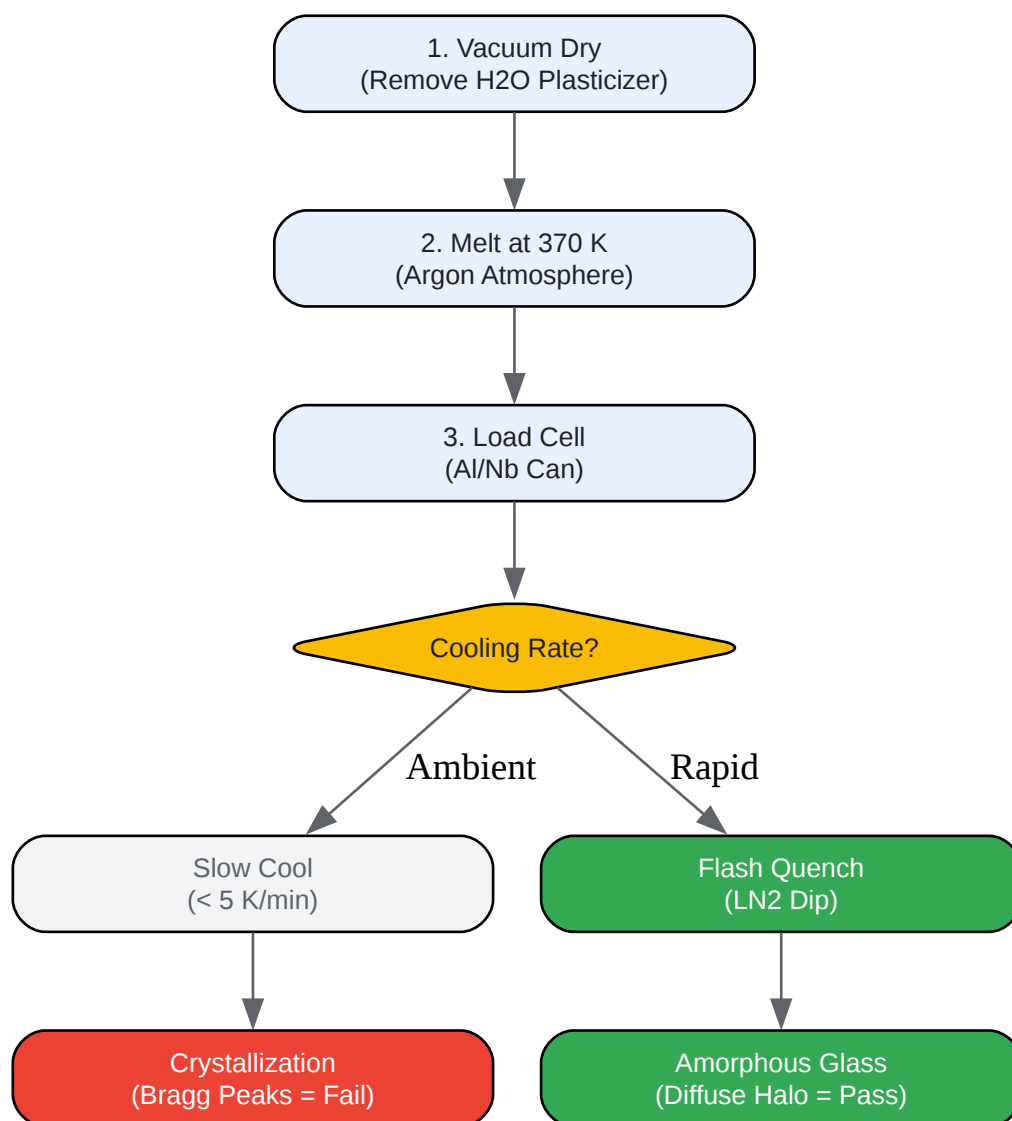 1. Vacuum Dry
(Remove H2O Plasticizer)
2. Melt at 370 K
(Argon Atmosphere)
3. Load Cell
(Al/Nb Can)
Cooling Rate?
Ambient
Rapid
Slow Cool
(< 5 K/min)
Flash Quench
(LN2 Dip)
Crystallization
(Bragg Peaks = Fail)
Amorphous Glass
(Diffuse Halo = Pass)